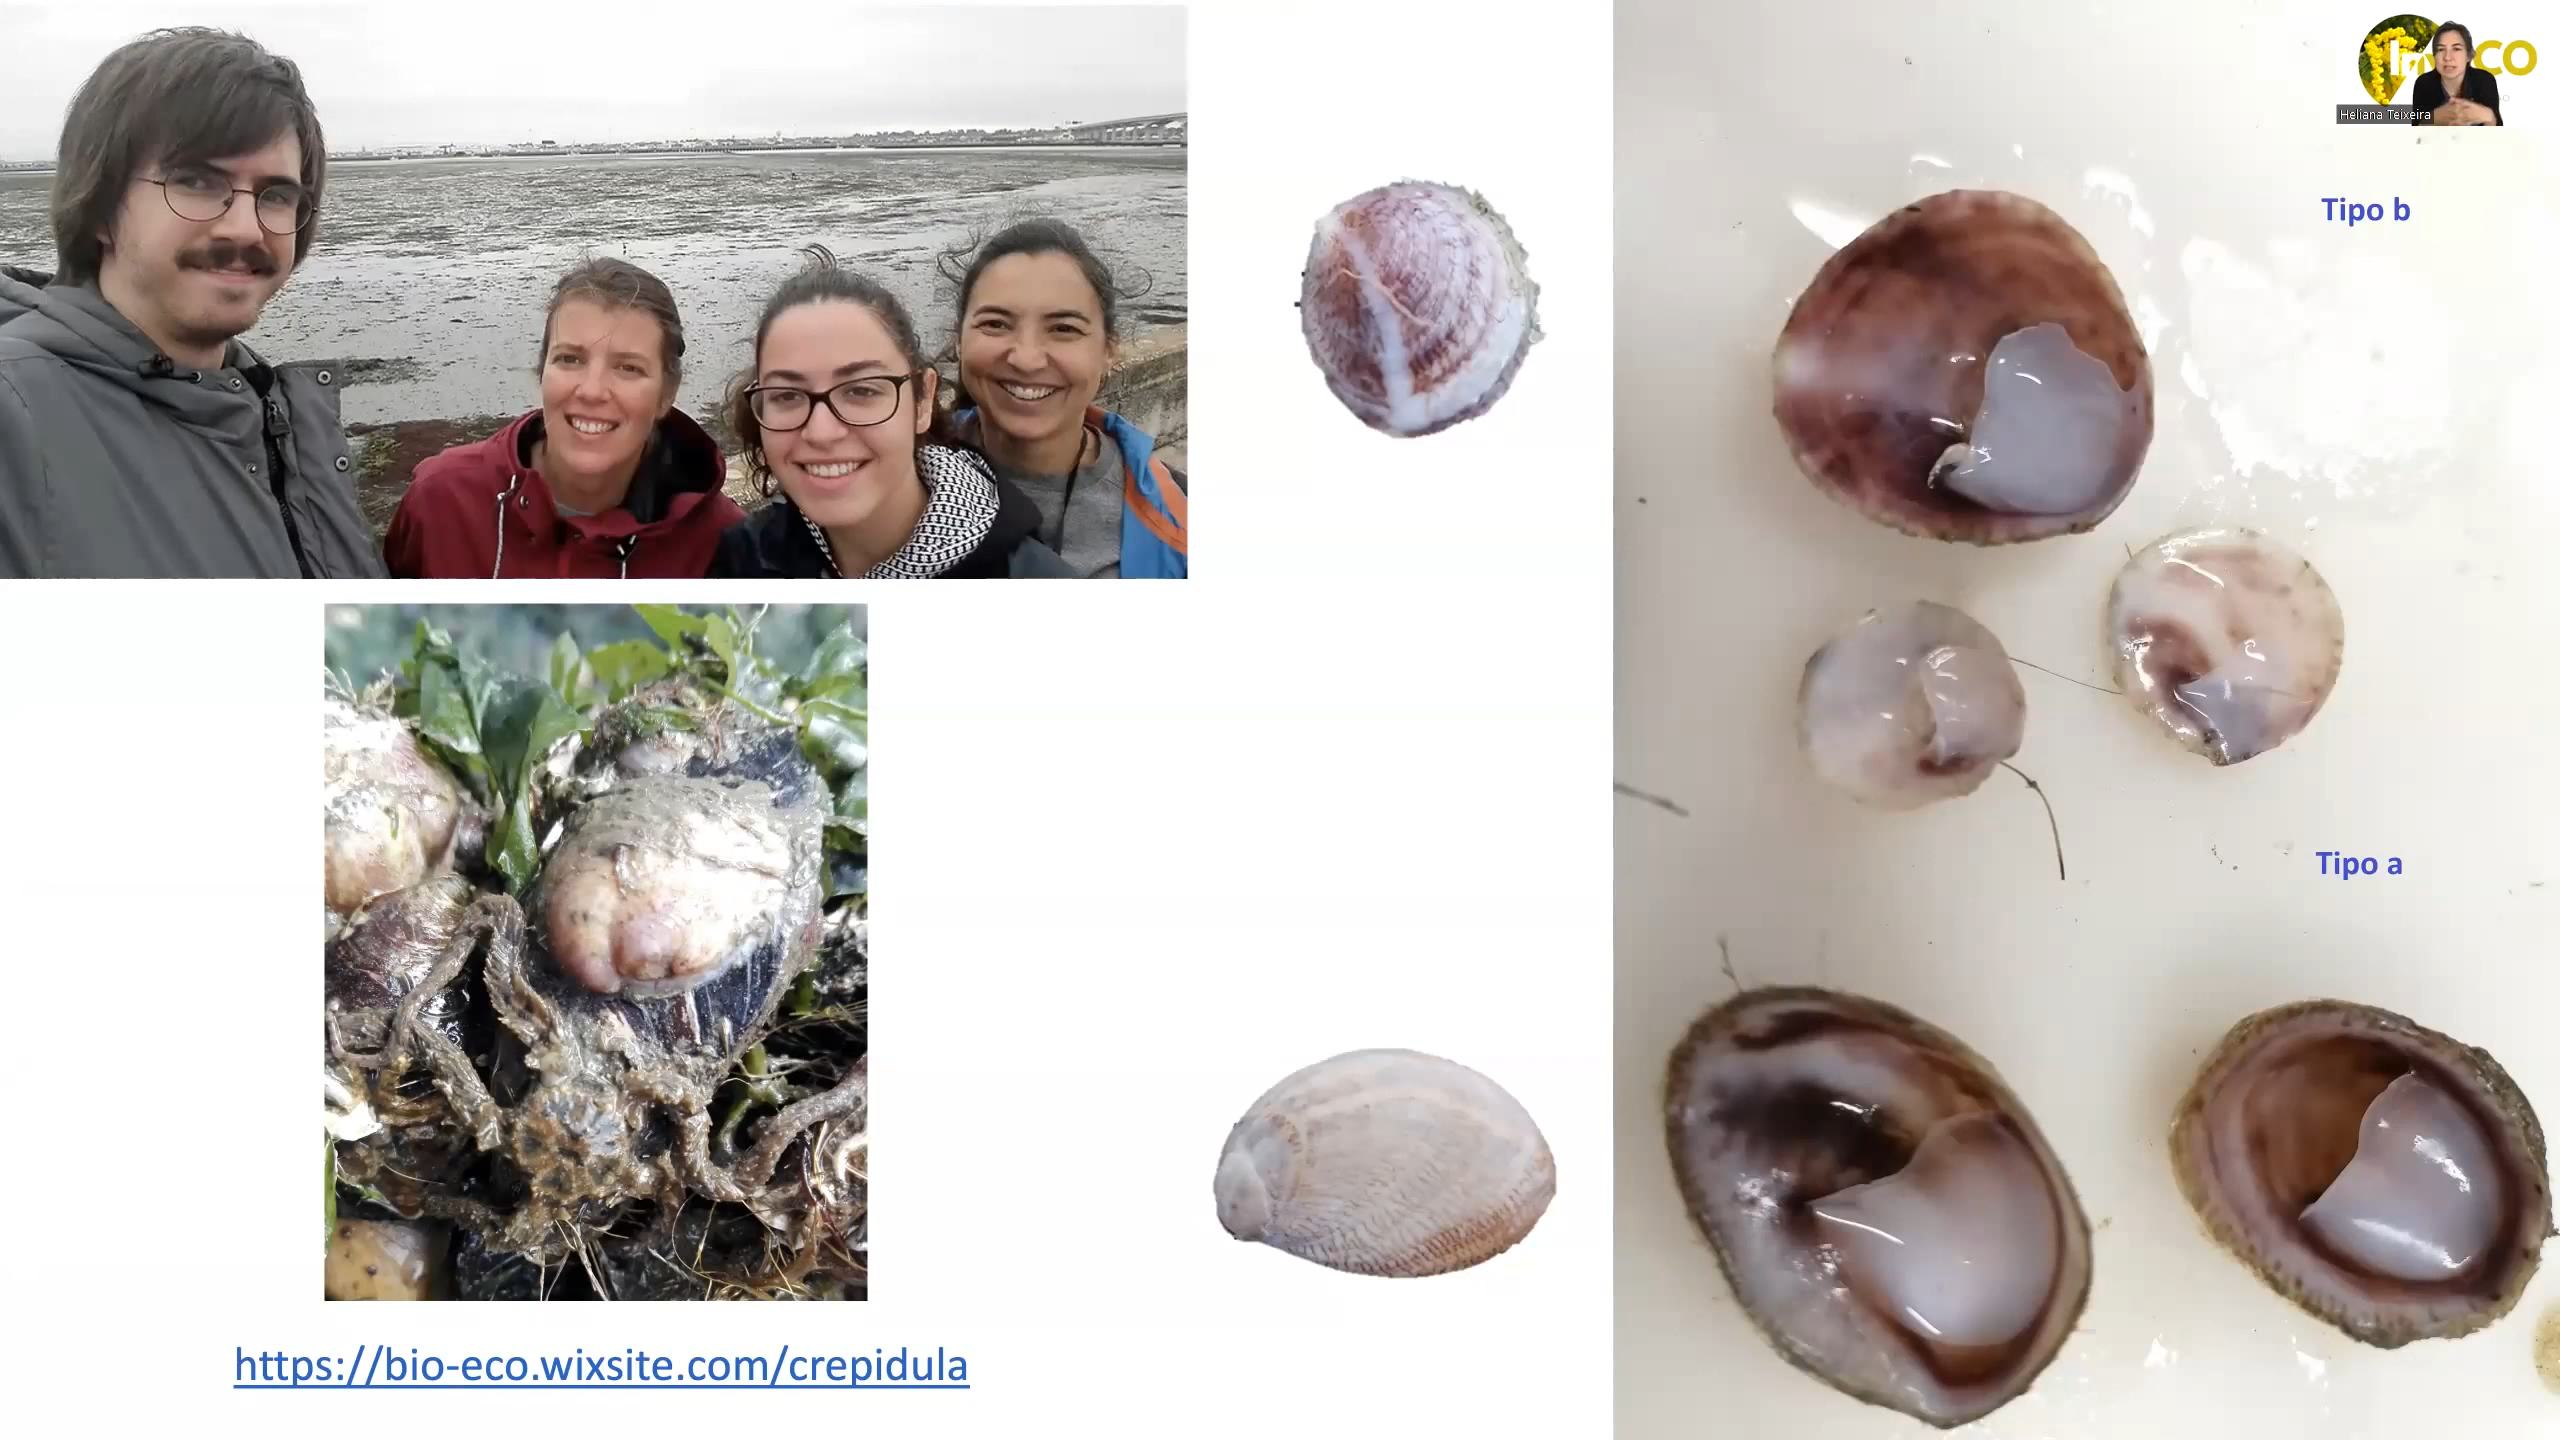 Heliana Teixeira
Tipo b
Tipo a
https://bio-eco.wixsite.com/crepidula